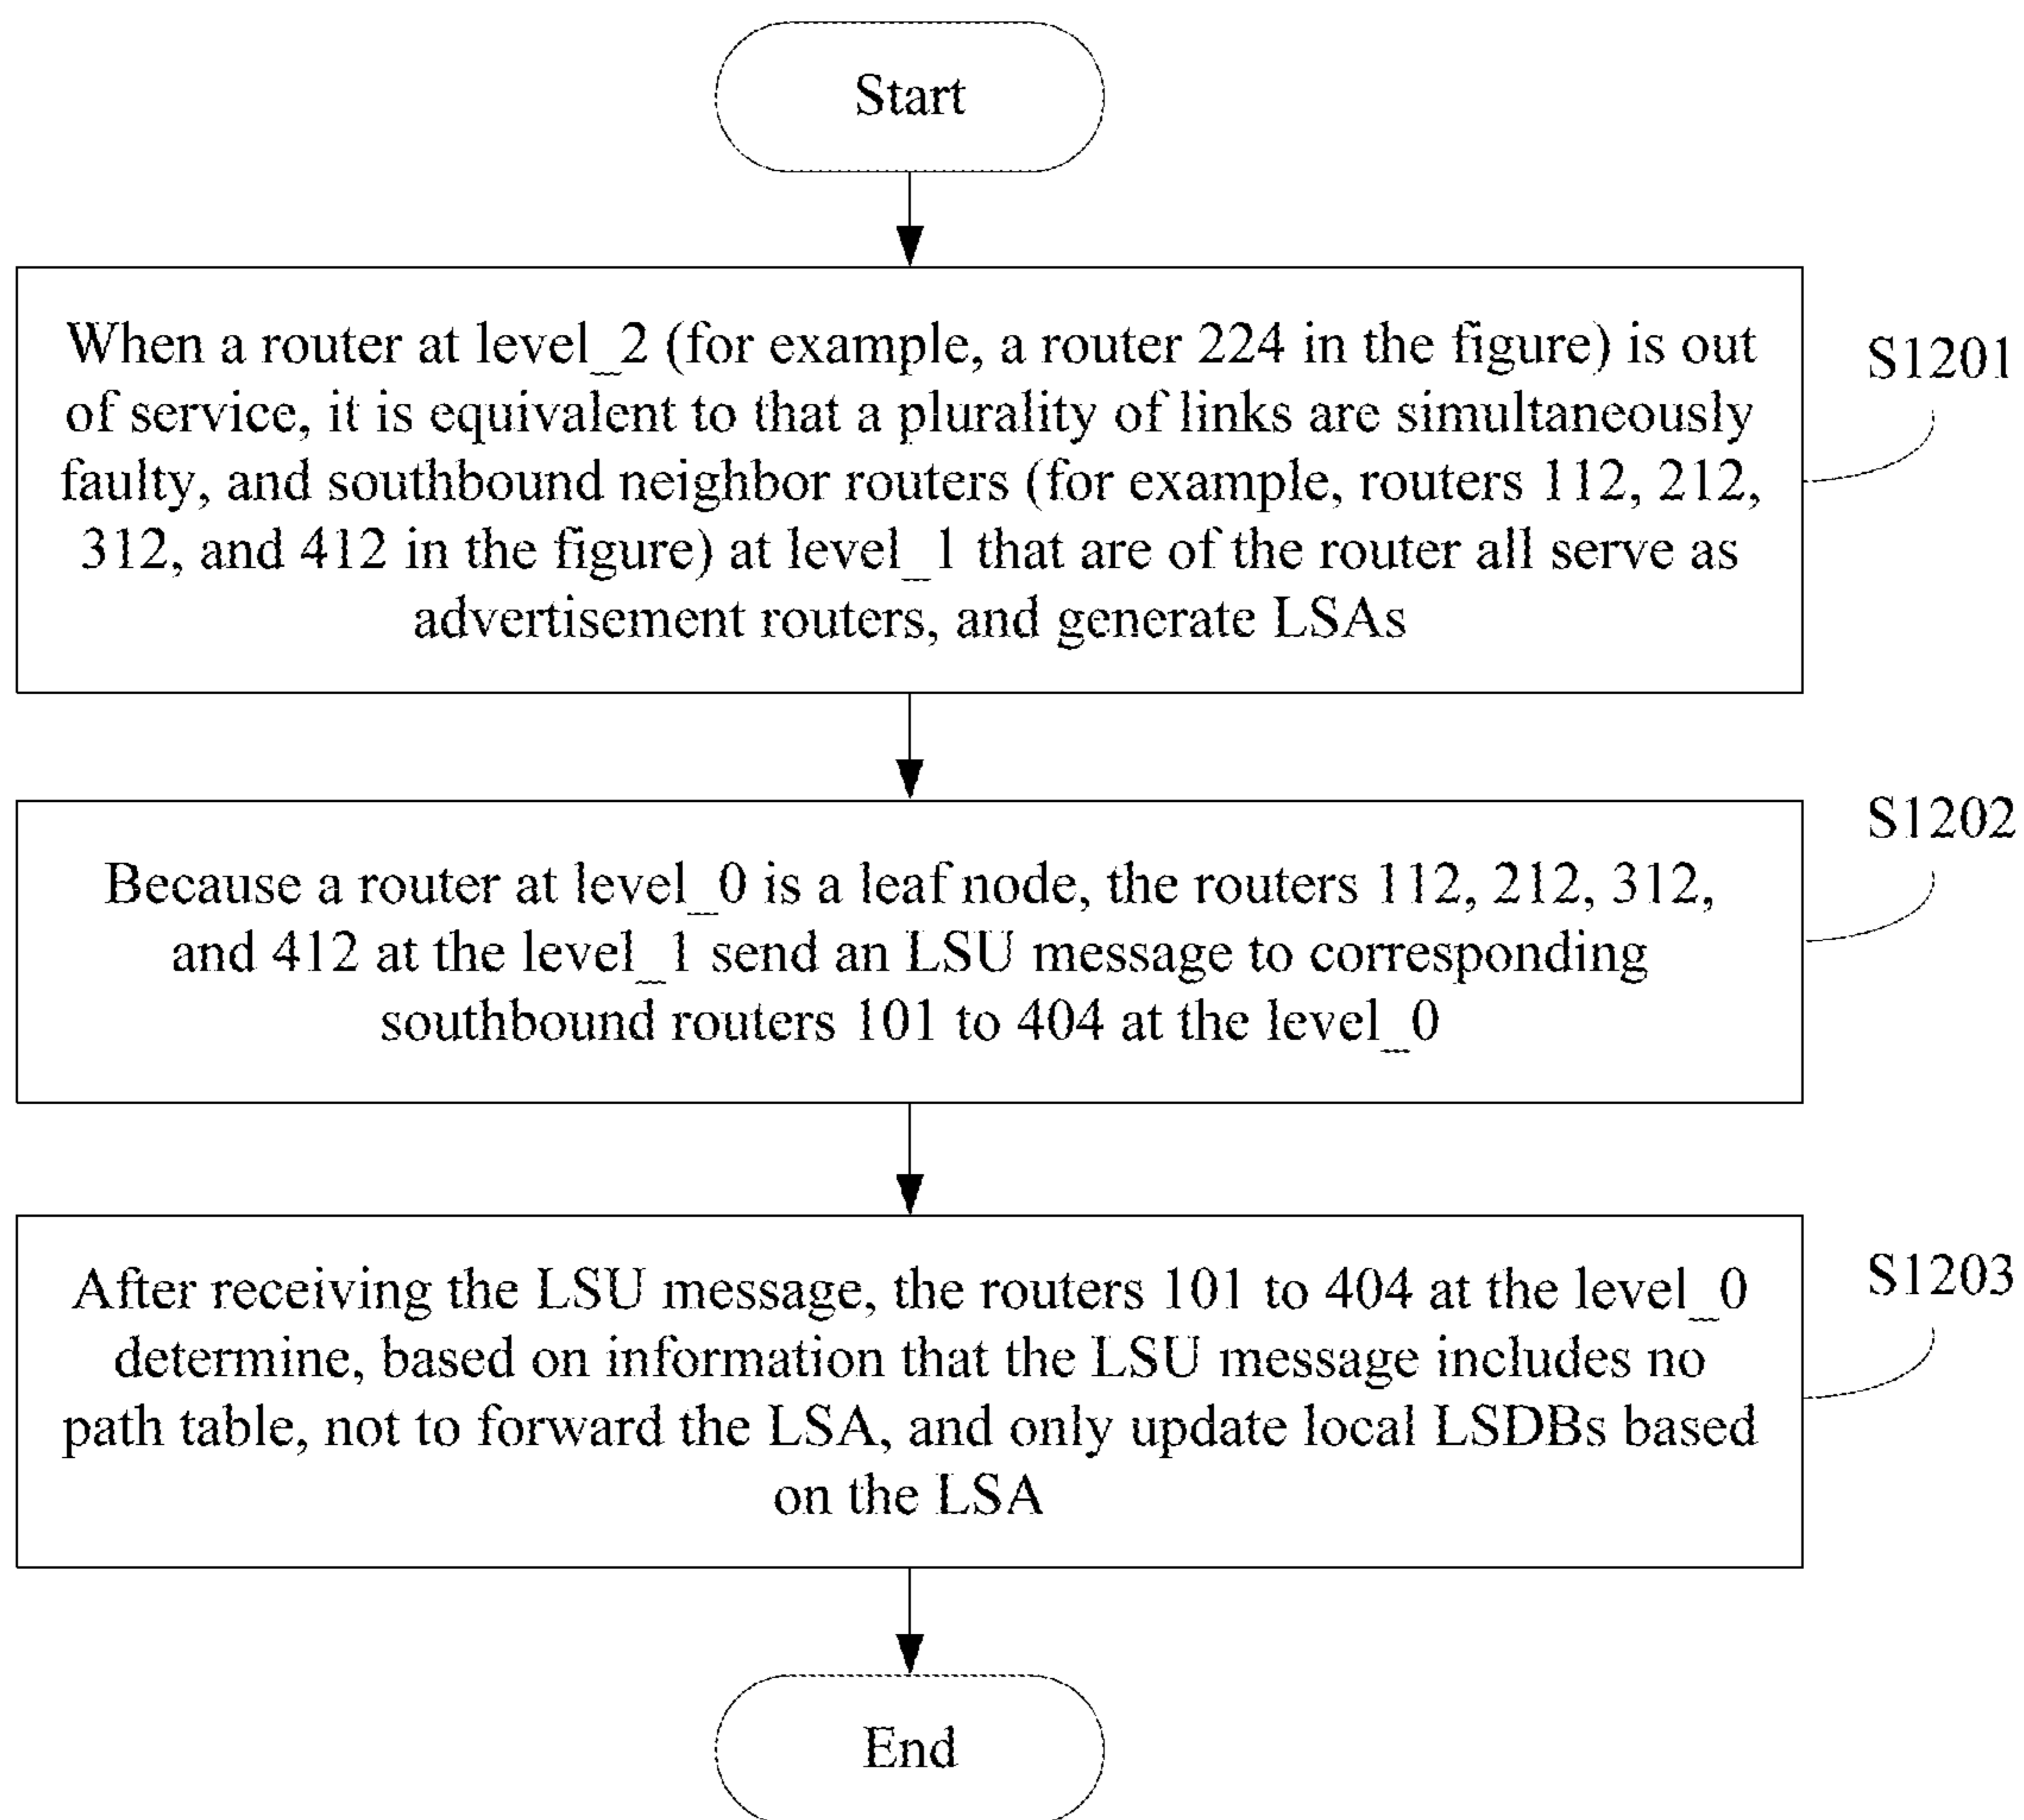 Start
When a router at level_2 (for example, a router 224 in the figure) is out
of service, it is equivalent to that a plurality of links are simultaneously
faulty, and southbound neighbor routers (for example, routers 112, 212,
312, and 412 in the figure) at level_1 that are of the router all serve as
advertisement routers, and generate LSAs
S1201
Because a router at level_0 is a leaf node, the routers 112, 212, 312,
and 412 at the level_1 send an LSU message to corresponding
southbound routers 101 to 404 at the level_0
S1202
After receiving the LSU message, the routers 101 to 404 at the level_0
determine, based on information that the LSU message includes no
path table, not to forward the LSA, and only update local LSDBs based
on the LSA
S1203
End